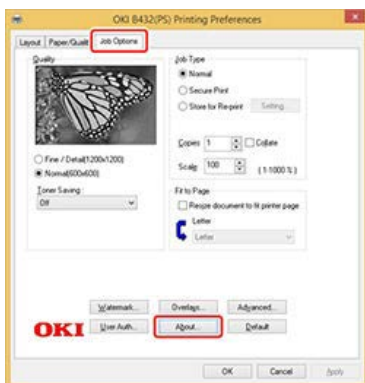 OKI B432(PS) Printing Preferences
Layout Paper/Quality Job Options
Quality
Fine / Detail(1200x1200)
Normal(600x600)
Toner Saving:
Off
Job Type
Normal
Secure Print
Store for Re-print Setting...
Copies 1 Collate
Scale: 100 (1-1000 %)
Fit to Page
Resize document to fit printer page
Letter
Letter
Watermark... Overlays... Advanced...
OKI User Auth... About... Default
OK Cancel Apply